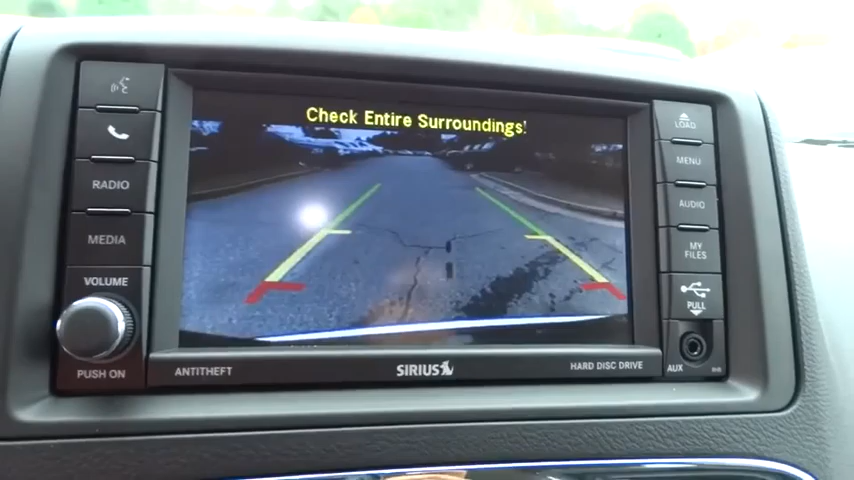 Check Entire Surroundings!
RADIO
MEDIA
VOLUME
PUSH ON
LOAD
MENU
AUDIO
MY
FILES
PULL
AUX
ANTITHEFT
SIRIUS
HARD DISC DRIVE